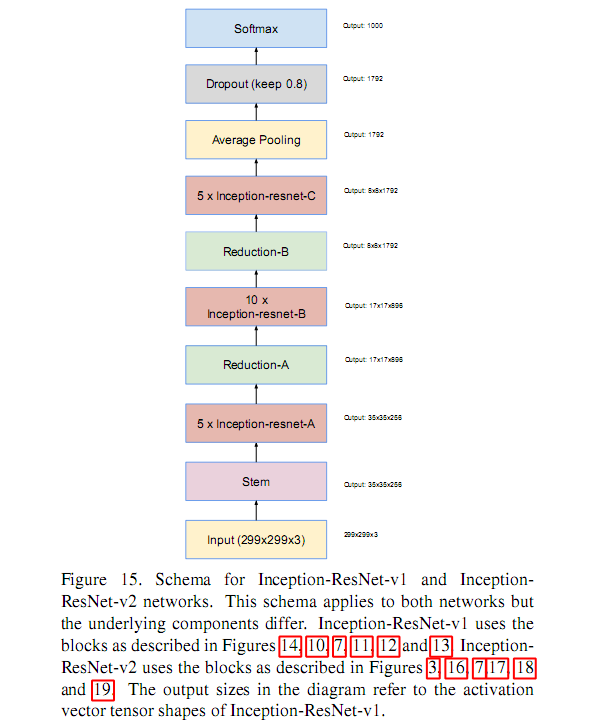 Softmax
Output: 1000
Dropout (keep 0.8)
Output: 1792
Average Pooling
Output: 1792
5 x Inception-resnet-C
Output: 8x8x1792
Reduction-B
Output: 8x8x1792
10 x
Inception-resnet-B
Output: 17x17x896
Reduction-A
Output: 17x17x896
5 x Inception-resnet-A
Output: 35x35x256
Stem
Output: 35x35x256
Input (299x299x3)
299x299x3
Figure 15. Schema for Inception-ResNet-v1 and Inception-
ResNet-v2 networks. This schema applies to both networks but
the underlying components differ. Inception-ResNet-v1 uses the
blocks as described in Figures 14, 10, 7, 11, 12 and 13. Inception-
ResNet-v2 uses the blocks as described in Figures 3, 16, 7,17, 18
and 19. The output sizes in the diagram refer to the activation
vector tensor shapes of Inception-ResNet-v1.